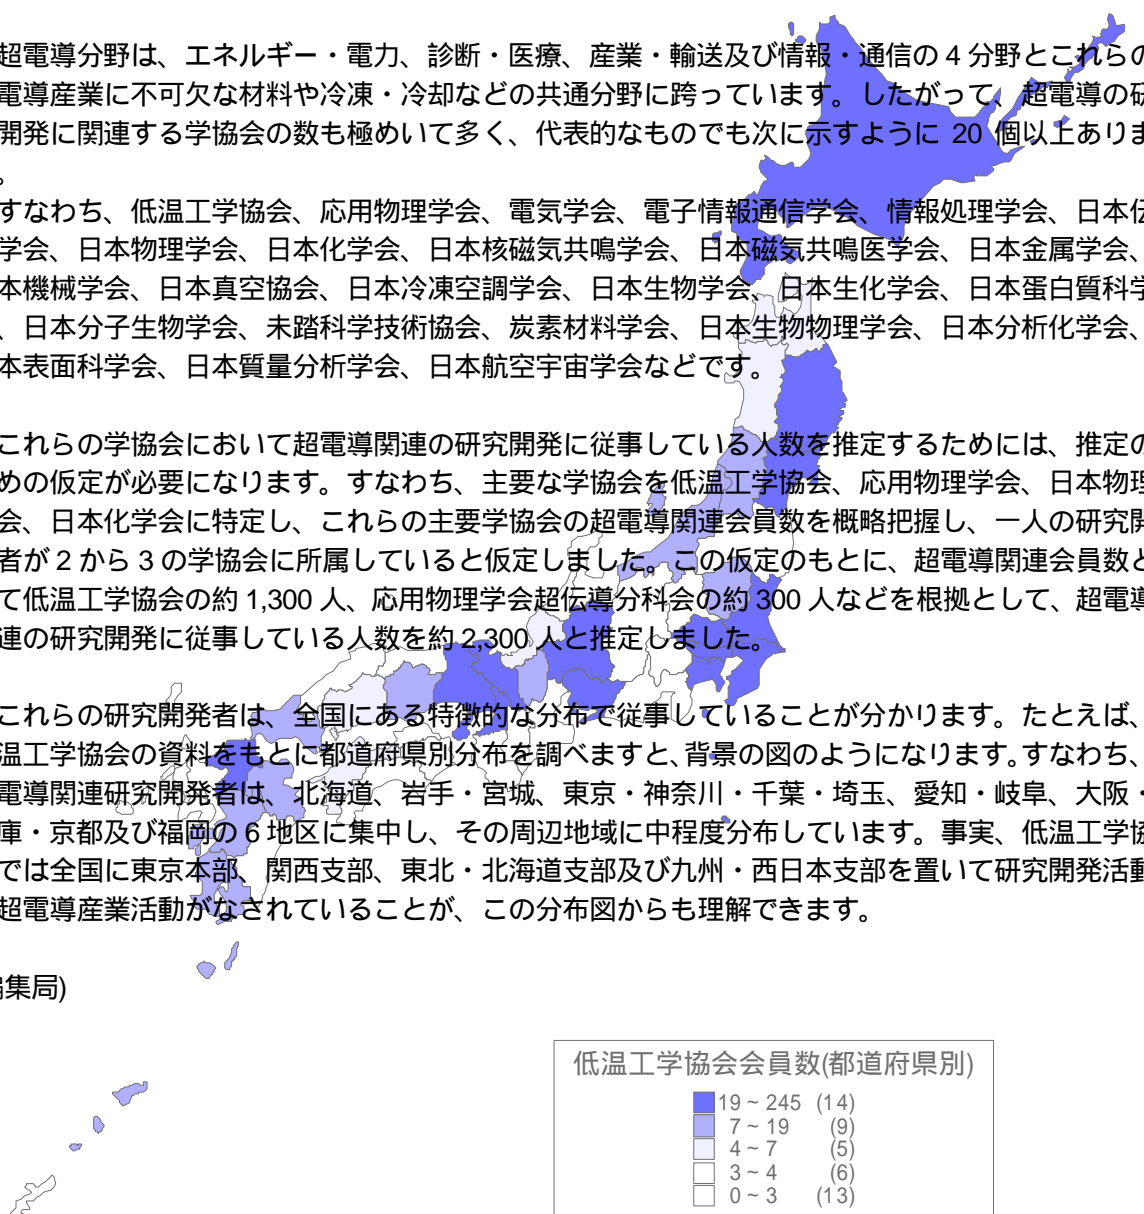 超電導分野は、エネルギー・電力、診断・医療、産業・輸送及び情報・通信の４分野とこれらの
電導産業に不可欠な材料や冷凍・冷却などの共通分野に跨っています。したがって、超電導の研
開発に関連する学協会の数も極めいて多く、代表的なものでも次に示すように 20 個以上ありま
。
すなわち、低温工学協会、応用物理学会、電気学会、電子情報通信学会、情報処理学会、日本伝
学会、日本物理学会、日本化学会、日本核磁気共鳴学会、日本磁気共鳴医学会、日本金属学会、
本機械学会、日本真空協会、日本冷凍空調学会、日本生物学会、日本生化学会、日本蛋白質科学
、日本分子生物学会、未踏科学技術協会、炭素材料学会、日本生物物理学会、日本分析化学会、
本表面科学会、日本質量分析学会、日本航空宇宙学会などです。
これらの学協会において超電導関連の研究開発に従事している人数を推定するためには、推定の
めの仮定が必要になります。すなわち、主要な学協会を低温工学協会、応用物理学会、日本物理
会、日本化学会に特定し、これらの主要学協会の超電導関連会員数を概略把握し、一人の研究開
者が２から３の学協会に所属していると仮定しました。この仮定のもとに、超電導関連会員数と
て低温工学協会の約 1,300 人、応用物理学会超伝導分科会の約 300 人などを根拠として、超電導
連の研究開発に従事している人数を約 2,300 人と推定しました。
これらの研究開発者は、全国にある特徴的な分布で従事していることが分かります。たとえば、
温工学協会の資料をもとに都道府県別分布を調べますと、背景の図のようになります。すなわち、
電導関連研究開発者は、北海道、岩手・宮城、東京・神奈川・千葉・埼玉、愛知・岐阜、大阪・
庫・京都及び福岡の６地区に集中し、その周辺地域に中程度分布しています。事実、低温工学協
では全国に東京本部、関西支部、東北・北海道支部及び九州・西日本支部を置いて研究開発活動
超電導産業活動がなされていることが、この分布図からも理解できます。
編集局)
低温工学協会会員数(都道府県別)
19 ~ 245 (14)
7 ~ 19 (9)
4 ~ 7 (5)
3 ~ 4 (6)
0 ~ 3 (13)